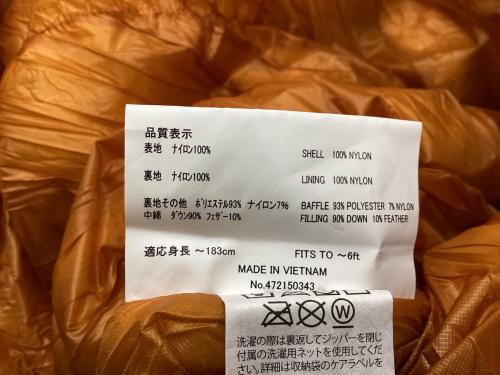 品質表示
表地 ナイロン100% SHELL 100% NYLON
裏地 ナイロン100% LINING 100% NYLON
裏地その他 ポリエステル93% ナイロン7% BAFFLE 93% POLYESTER 7% NYLON
中綿 ダウン90% フェザー10% FILLING 90% DOWN 10% FEATHER
適応身長 〜183cm FITS TO 〜6ft
MADE IN VIETNAM
No.472150343
W
洗濯の際は裏返してジッパーを閉じ
付属の洗濯用ネットを使用してくだ
さい。詳細は収納袋のケアラベルを